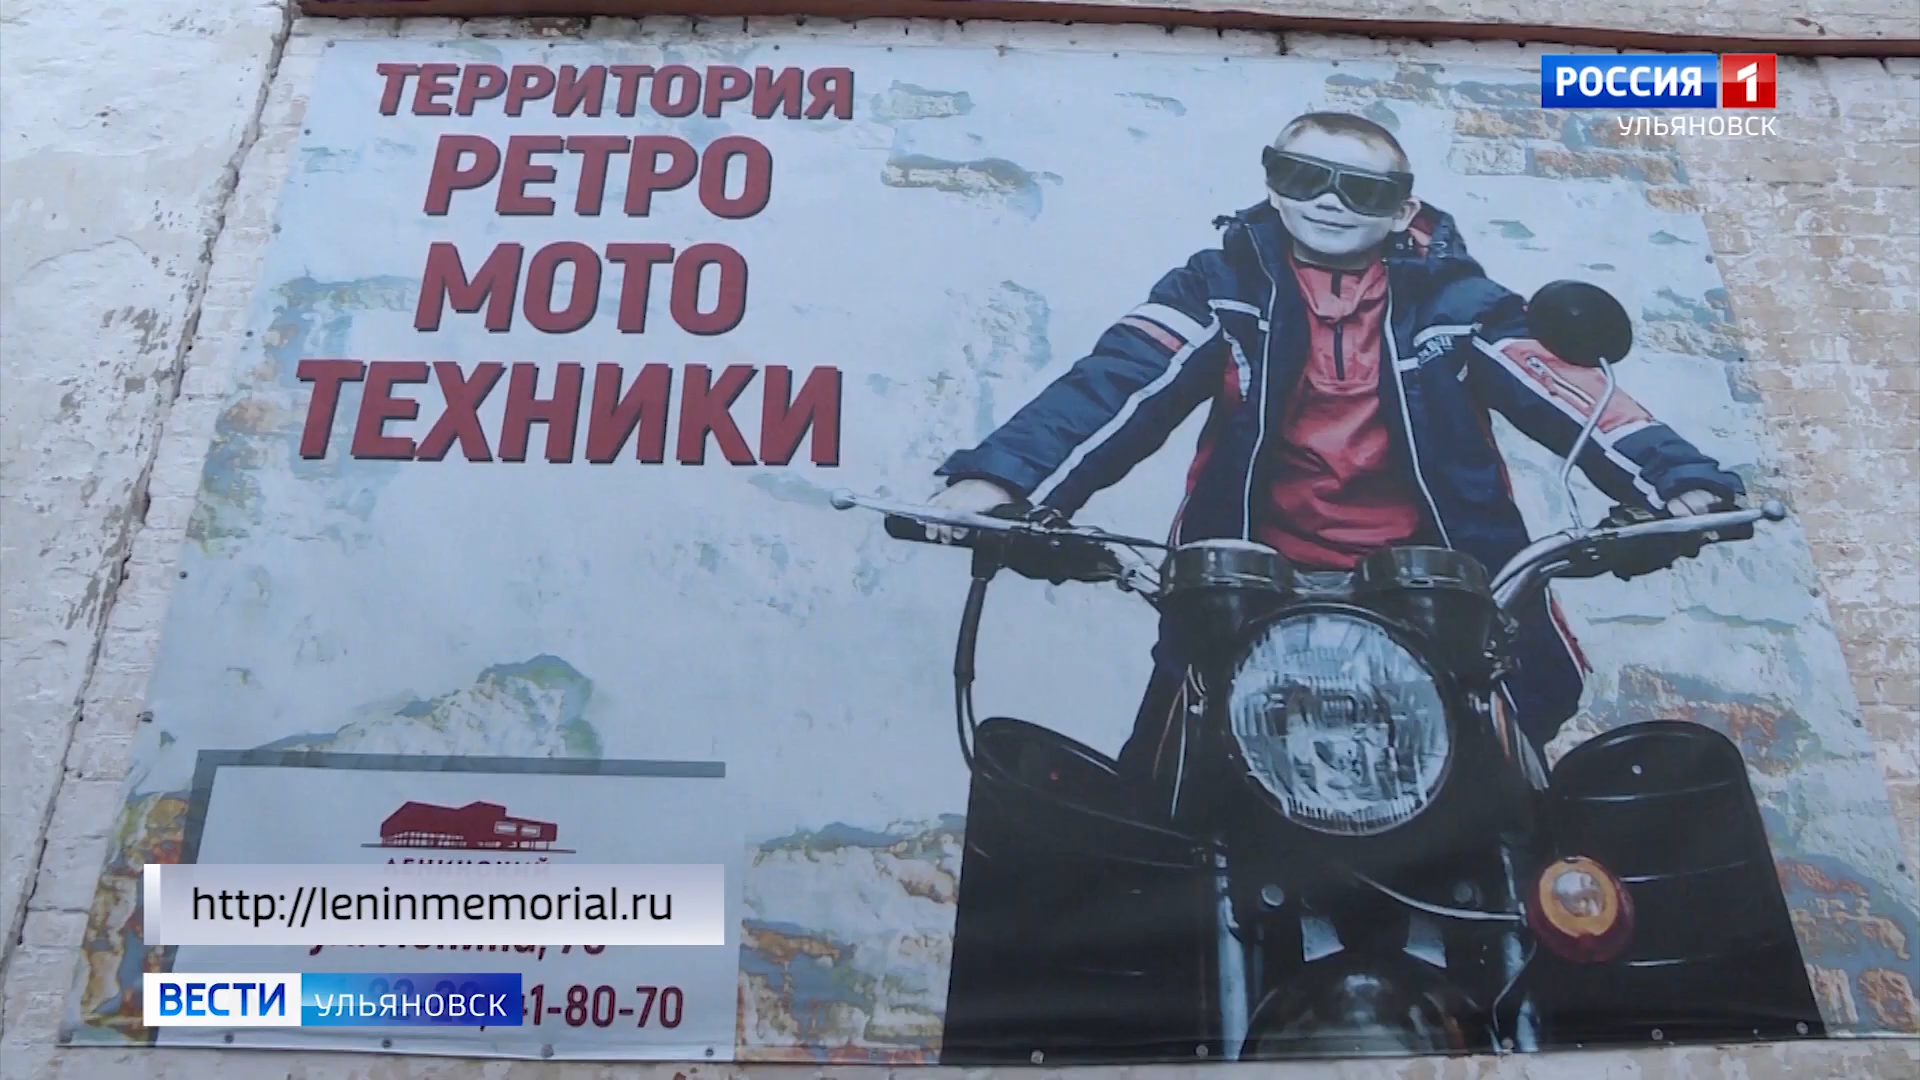 РОССИЯ 1
УЛЬЯНОВСК
ТЕРРИТОРИЯ
РЕТРО
МОТО
ТЕХНИКИ
http://leninmemorial.ru
41-80-70
ВЕСТИ УЛЬЯНОВСК